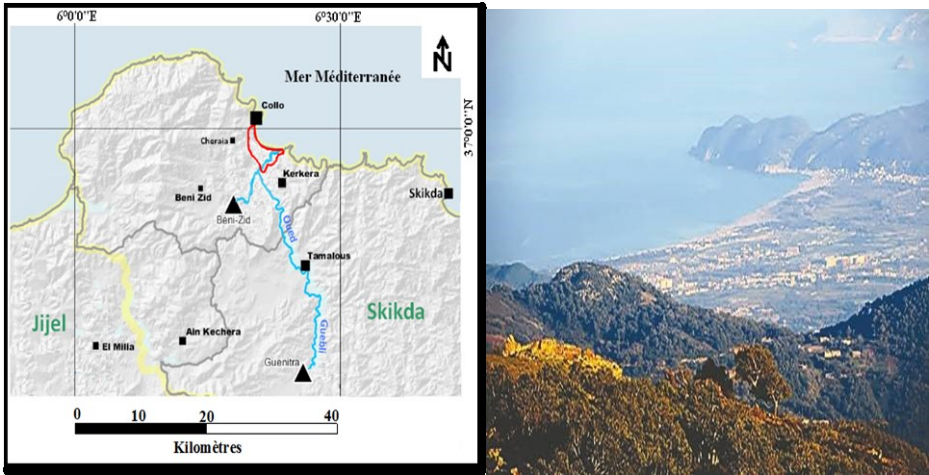 6°0'0"E
6°30'0"E
N
Mer Méditerranée
Collo
37°0'0"N
Cheraia
Kerkera
Beni Zid
Skikda
Beni-Zid
Oued
Tamalous
Jijel
Skikda
Ain Kechera
El Milia
Guebli
Guenitra
0 10 20 40
Kilomètres